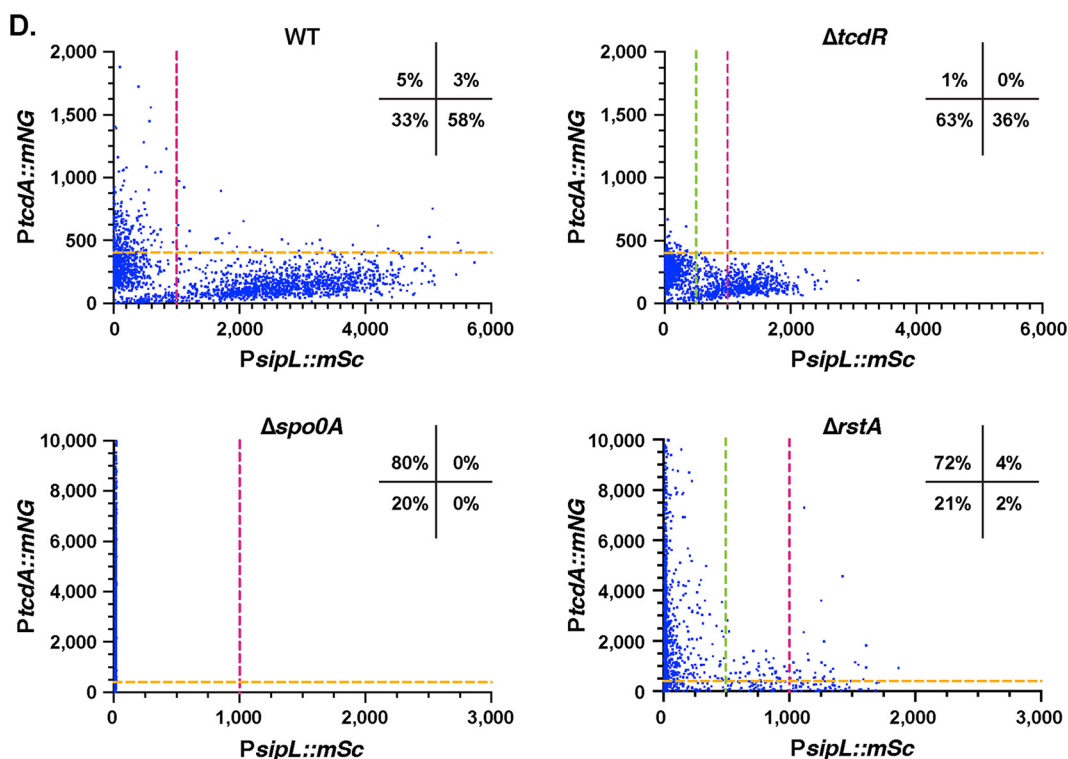 D.
WT
2,000
1,500
1,000
500
0
PtcdA::mNG
5% 3%
33% 58%
0 2,000 4,000 6,000
PsipL::mSc
ΔtcdR
2,000
1,500
1,000
500
0
PtcdA::mNG
1% 0%
63% 36%
0 2,000 4,000 6,000
PsipL::mSc
Δspo0A
10,000
8,000
6,000
4,000
2,000
0
PtcdA::mNG
80% 0%
20% 0%
0 1,000 2,000 3,000
PsipL::mSc
ΔrstA
10,000
8,000
6,000
4,000
2,000
0
PtcdA::mNG
72% 4%
21% 2%
0 1,000 2,000 3,000
PsipL::mSc